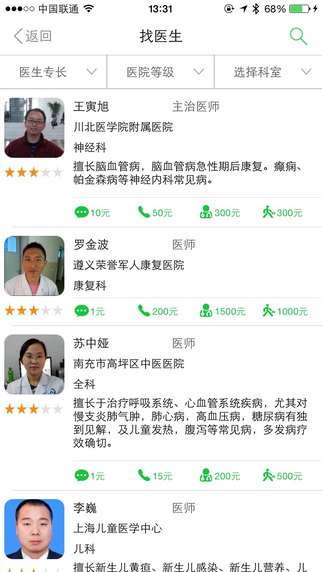 中国联通 13:31 68%
返回 找医生
医生专长 医院等级 选择科室
王寅旭 主治医师
川北医学院附属医院
神经科
擅长脑血管病，脑血管病急性期后康复。癫痫、
帕金森病等神经内科常见病。
10元 50元 300元 300元
罗金波 医师
遵义荣誉军人康复医院
康复科
1元 200元 1500元 1000元
苏中娅 医师
南充市高坪区中医医院
全科
擅长于治疗呼吸系统、心血管系统疾病，尤其对
慢支炎肺气肿，肺心病，高血压病，糖尿病有独
到见解，及儿童发热，腹泻等常见病，多发病疗
效确切。
1元 15元 200元 500元
李巍 医师
上海儿童医学中心
儿科
擅长新生儿黄疸、新生儿感染、新生儿营养、儿